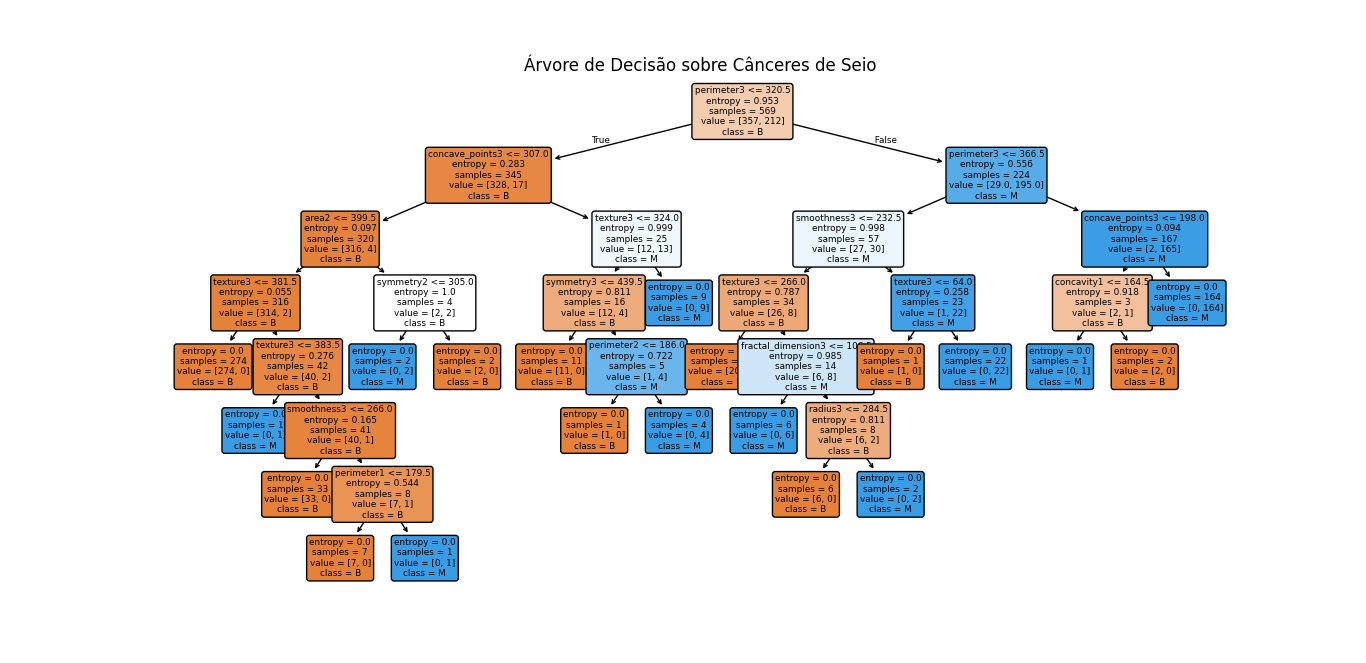 Árvore de Decisão sobre Cânceres de Seio
perimeter3 <= 320.5
entropy = 0.953
samples = 569
value = [357, 212]
class = B
True
False
concave_points3 <= 307.0
entropy = 0.283
samples = 345
value = [328, 17]
class = B
perimeter3 <= 366.5
entropy = 0.556
samples = 224
value = [29.0, 195.0]
class = M
area2 <= 399.5
entropy = 0.097
samples = 320
value = [316, 4]
class = B
texture3 <= 324.0
entropy = 0.999
samples = 25
value = [12, 13]
class = M
smoothness3 <= 232.5
entropy = 0.998
samples = 57
value = [27, 30]
class = M
concave_points3 <= 198.0
entropy = 0.094
samples = 167
value = [2, 165]
class = M
texture3 <= 381.5
entropy = 0.055
samples = 316
value = [314, 2]
class = B
symmetry2 <= 305.0
entropy = 1.0
samples = 4
value = [2, 2]
class = B
symmetry3 <= 439.5
entropy = 0.811
samples = 16
value = [12, 4]
class = B
entropy = 0.0
samples = 9
value = [0, 9]
class = M
texture3 <= 266.0
entropy = 0.787
samples = 34
value = [26, 8]
class = B
texture3 <= 64.0
entropy = 0.258
samples = 23
value = [1, 22]
class = M
concavity1 <= 164.5
entropy = 0.918
samples = 3
value = [2, 1]
class = B
entropy = 0.0
samples = 164
value = [0, 164]
class = M
entropy = 0.0
samples = 274
value = [274, 0]
class = B
texture3 <= 383.5
entropy = 0.276
samples = 42
value = [40, 2]
class = B
entropy = 0.0
samples = 2
value = [0, 2]
class = M
entropy = 0.0
samples = 2
value = [2, 0]
class = B
entropy = 0.0
samples = 11
value = [11, 0]
class = B
perimeter2 <= 186.0
entropy = 0.722
samples = 5
value = [1, 4]
class = M
entropy =
samples =
value =
class =
fractal_dimension3 <=
entropy = 0.985
samples = 14
value = [6, 8]
class = M
entropy = 0.0
samples = 1
value = [1, 0]
class = B
entropy = 0.0
samples = 22
value = [0, 22]
class = M
entropy = 0.0
samples = 1
value = [0, 1]
class = M
entropy = 0.0
samples = 2
value = [2, 0]
class = B
entropy = 0.0
samples = 1
value = [0, 1]
class = M
smoothness3 <= 266.0
entropy = 0.165
samples = 41
value = [40, 1]
class = B
entropy = 0.0
samples = 1
value = [1, 0]
class = B
entropy = 0.0
samples = 4
value = [0, 4]
class = M
entropy = 0.0
samples = 6
value = [0, 6]
class = M
radius3 <= 284.5
entropy = 0.811
samples = 8
value = [6, 2]
class = B
entropy = 0.0
samples = 33
value = [33, 0]
class = B
perimeter1 <= 179.5
entropy = 0.544
samples = 8
value = [7, 1]
class = B
entropy = 0.0
samples = 6
value = [6, 0]
class = B
entropy = 0.0
samples = 2
value = [0, 2]
class = M
entropy = 0.0
samples = 7
value = [7, 0]
class = B
entropy = 0.0
samples = 1
value = [0, 1]
class = M